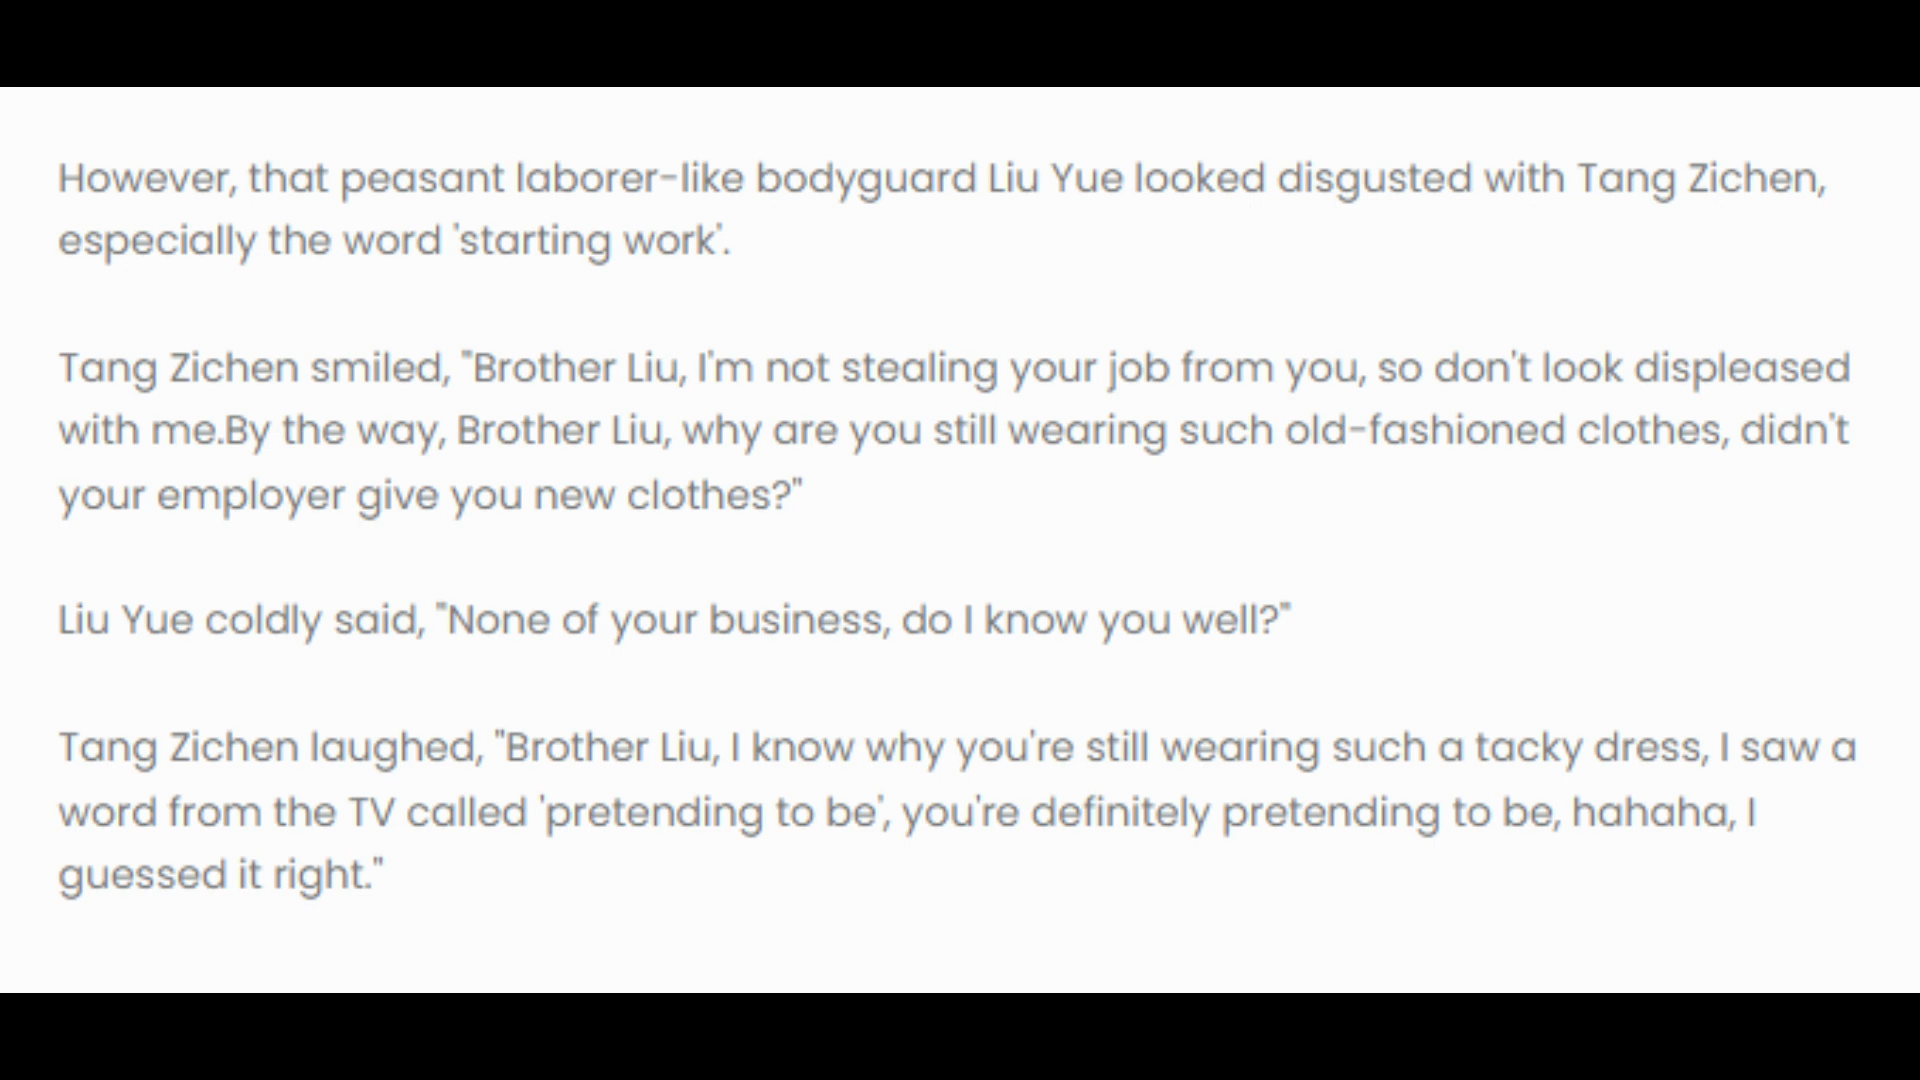 However, that peasant laborer-like bodyguard Liu Yue looked disgusted with Tang Zichen,
especially the word 'starting work'.
Tang Zichen smiled, "Brother Liu, I'm not stealing your job from you, so don't look displeased
with me.By the way, Brother Liu, why are you still wearing such old-fashioned clothes, didn't
your employer give you new clothes?"
Liu Yue coldly said, "None of your business, do I know you well?"
Tang Zichen laughed, "Brother Liu, I know why you're still wearing such a tacky dress, I saw a
word from the TV called 'pretending to be', you're definitely pretending to be, hahaha, I
guessed it right."